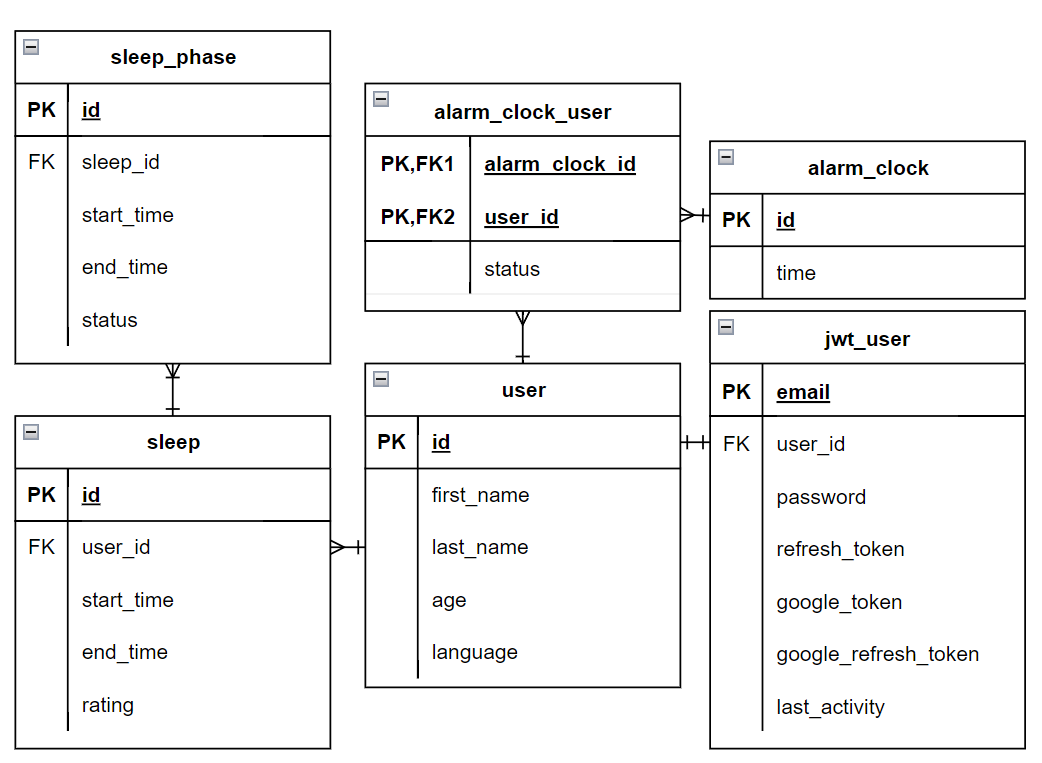 sleep_phase
PK id
FK sleep_id
start_time
end_time
status
alarm_clock_user
PK,FK1 alarm_clock_id
PK,FK2 user_id
status
alarm_clock
PK id
time
jwt_user
PK email
FK user_id
password
refresh_token
google_token
google_refresh_token
last_activity
user
PK id
first_name
last_name
age
language
sleep
PK id
FK user_id
start_time
end_time
rating